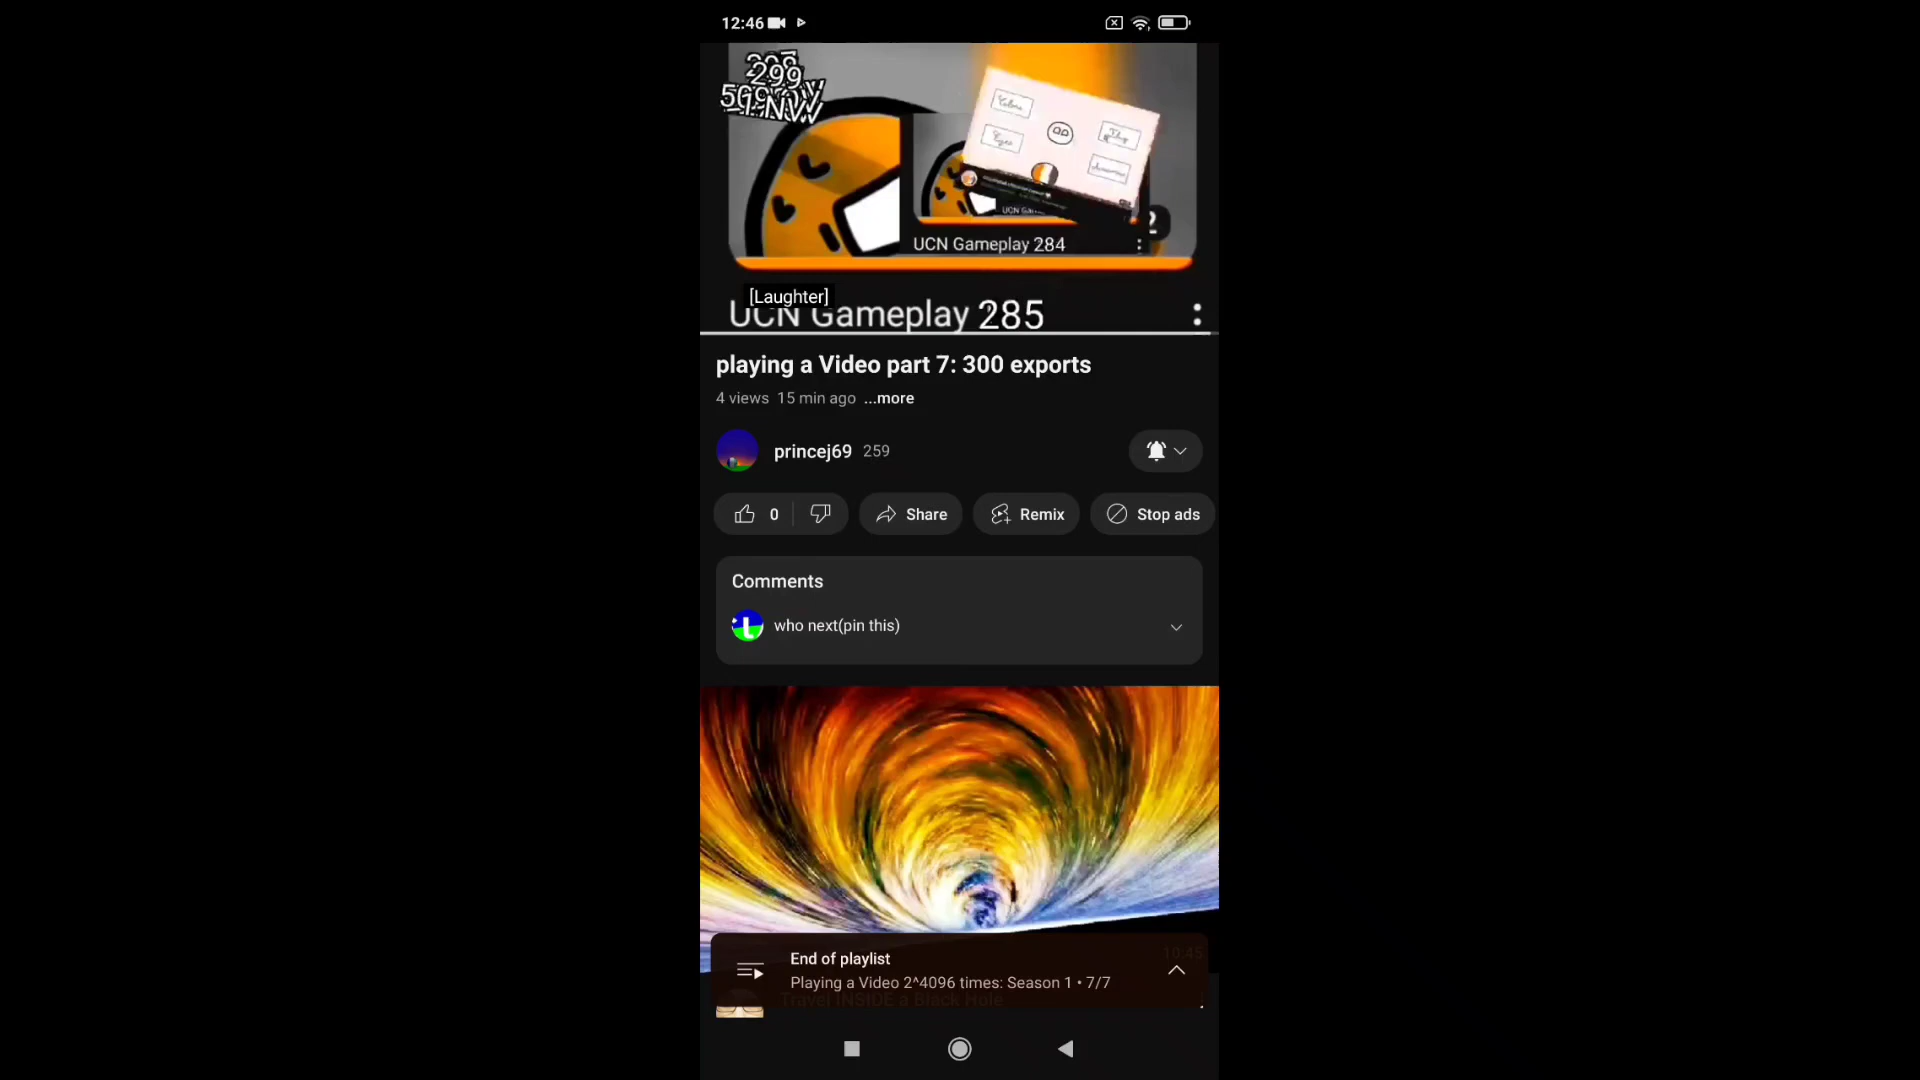 12:46
299
UCN Gameplay 284
[Laughter]
UCN Gameplay 285
playing a Video part 7: 300 exports
4 views 15 min ago ...more
princej69 259
0
Share
Remix
Stop ads
Comments
who next(pin this)
10:45
End of playlist
Playing a Video 2^4096 times: Season 1 • 7/7
Travel INSIDE a Black Hole